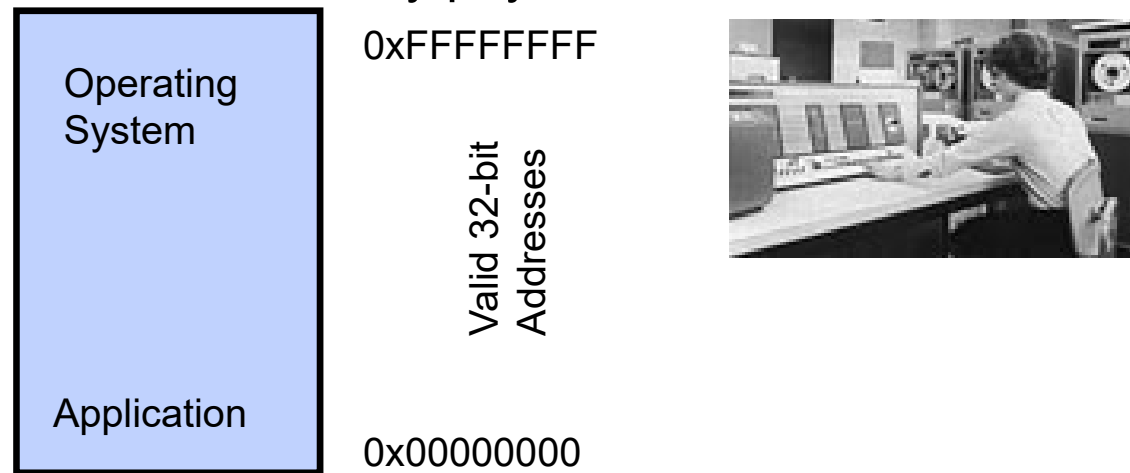 Operating
System
0xFFFFFFFF
Valid 32-bit
Addresses
Application
0x00000000